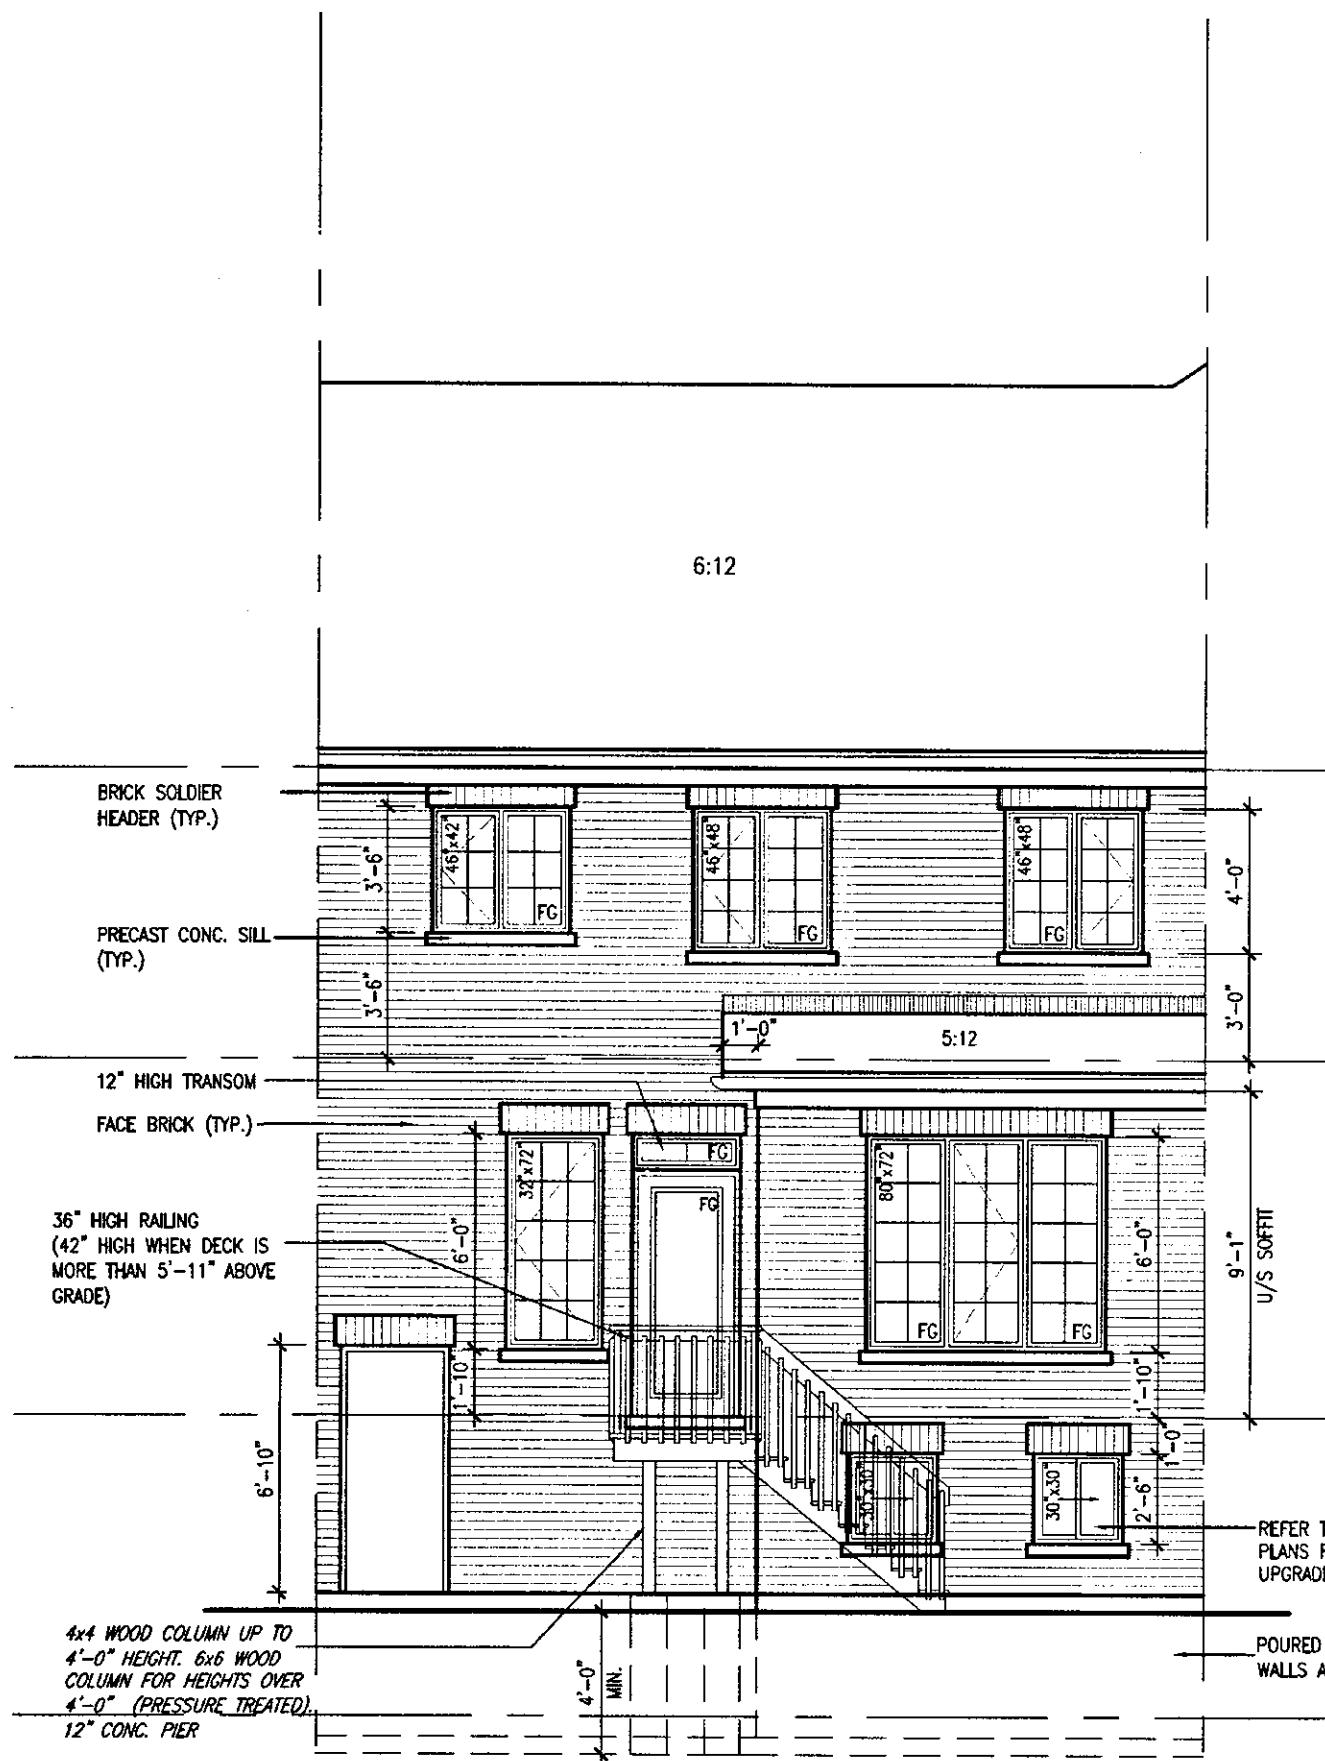 6:12
BRICK SOLDIER
HEADER (TYP.)
46"x42"
FG
46"x48"
FG
46"x48"
FG
3'-6"
4'-0"
PRECAST CONC. SILL
(TYP.)
3'-6"
3'-0"
1'-0"
5:12
12" HIGH TRANSOM
FACE BRICK (TYP.)
FG
32"x72"
FG
80"x72"
FG
FG
6'-0"
6'-0"
9'-1"
U/S SOFFIT
36" HIGH RAILING
(42" HIGH WHEN DECK IS
MORE THAN 5'-11" ABOVE
GRADE)
1'-10"
1'-10"
1'-0"
6'-10"
30"x30"
30"x30"
2'-6"
REFER T
PLANS F
UPGRADE
4x4 WOOD COLUMN UP TO
4'-0" HEIGHT. 6x6 WOOD
COLUMN FOR HEIGHTS OVER
4'-0" (PRESSURE TREATED).
12" CONC. PIER
4'-0"
MIN.
POURED
WALLS A